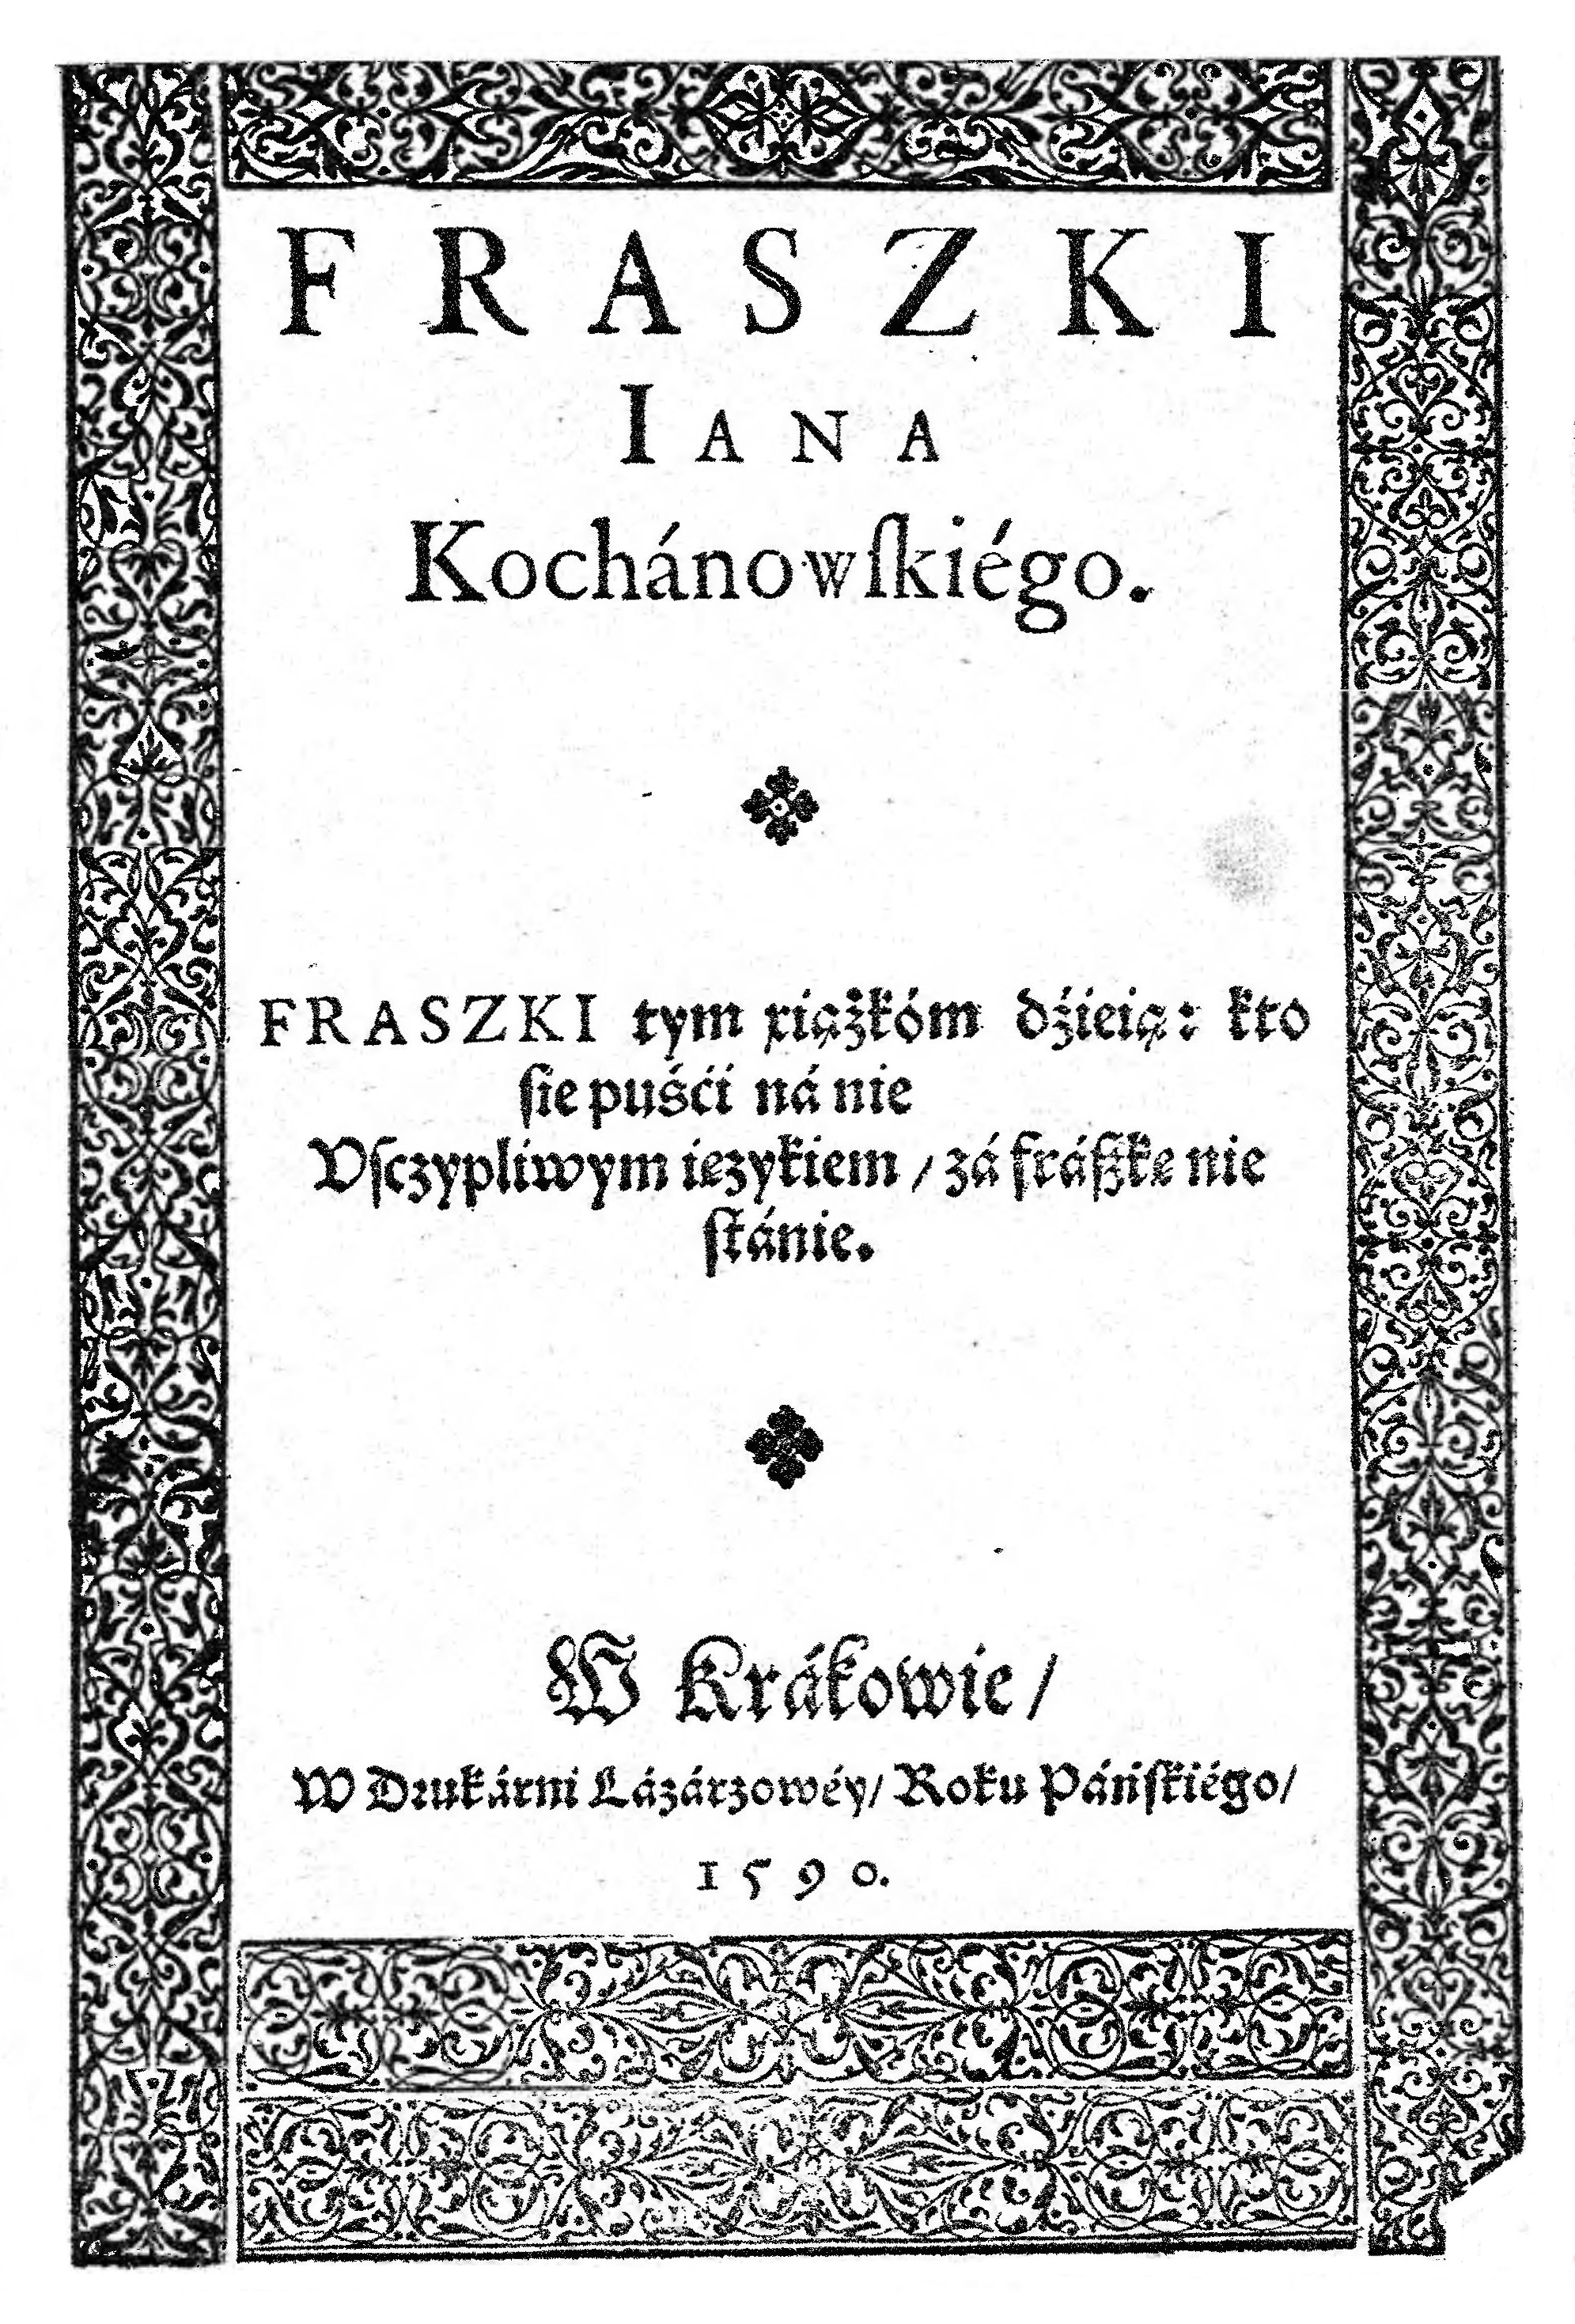 FRASZKI
IANA
Kochánowſkiégo.
FRASZKI tym xiążkóm dźieią: kto
ſie puśći ná nie
Vſczypliwym ięzykiem / zá fráſzkę nie
ſtánie.
W Krákowie /
W Drukárni Lázárzowéy / Roku Páńſkiégo /
1590.